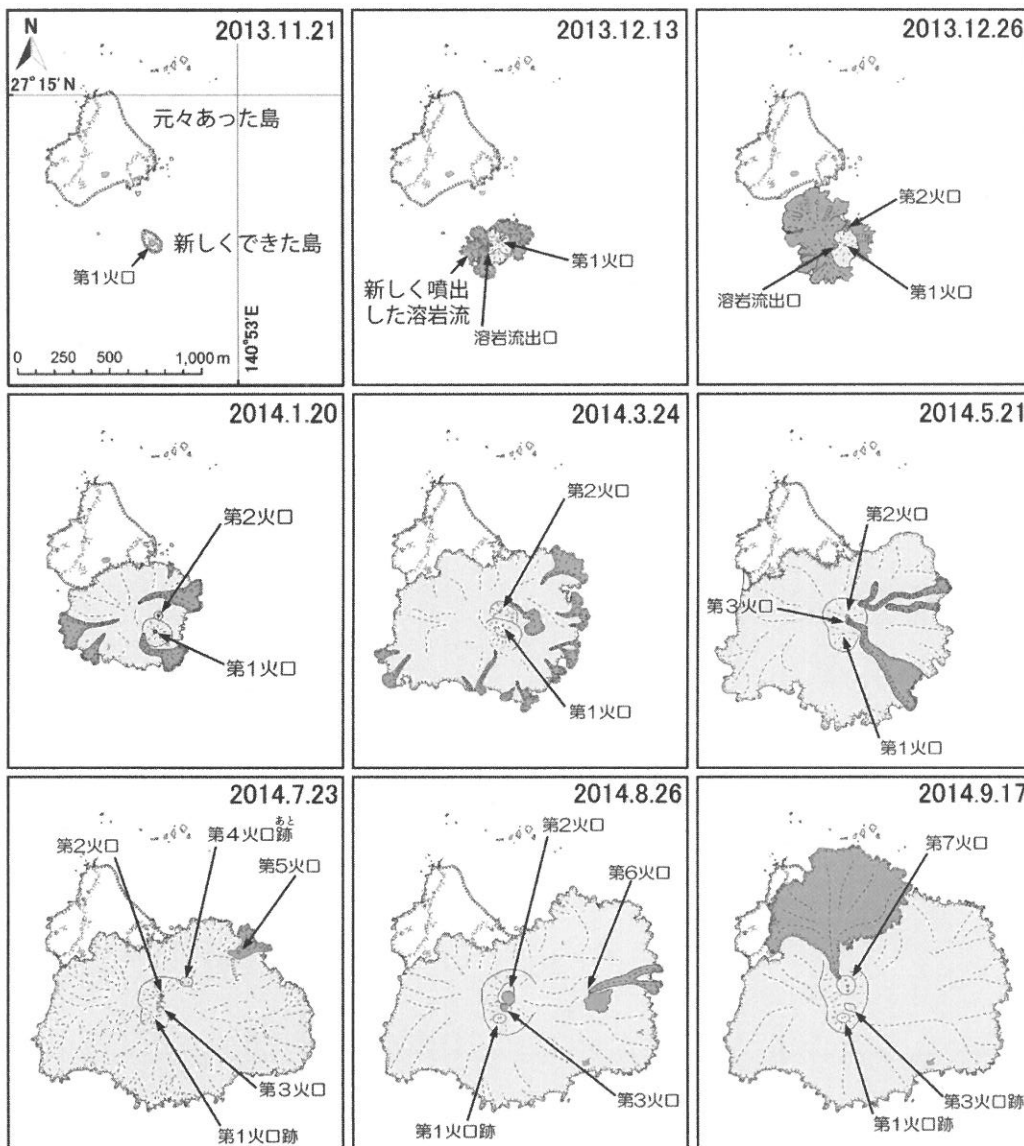 2013.11.21
N
27°15′N
元々あった島
新しくできた島
第1火口
0 250 500 1,000m
140°53′E
2013.12.13
第1火口
新しく噴出
した溶岩流
溶岩流出口
2013.12.26
第2火口
溶岩流出口
第1火口
2014.1.20
第2火口
第1火口
2014.3.24
第2火口
第1火口
2014.5.21
第2火口
第3火口
第1火口
2014.7.23
あと
第4火口跡
第2火口
第5火口
第3火口
第1火口跡
2014.8.26
第2火口
第6火口
第3火口
第1火口跡
2014.9.17
第7火口
第3火口跡
第1火口跡